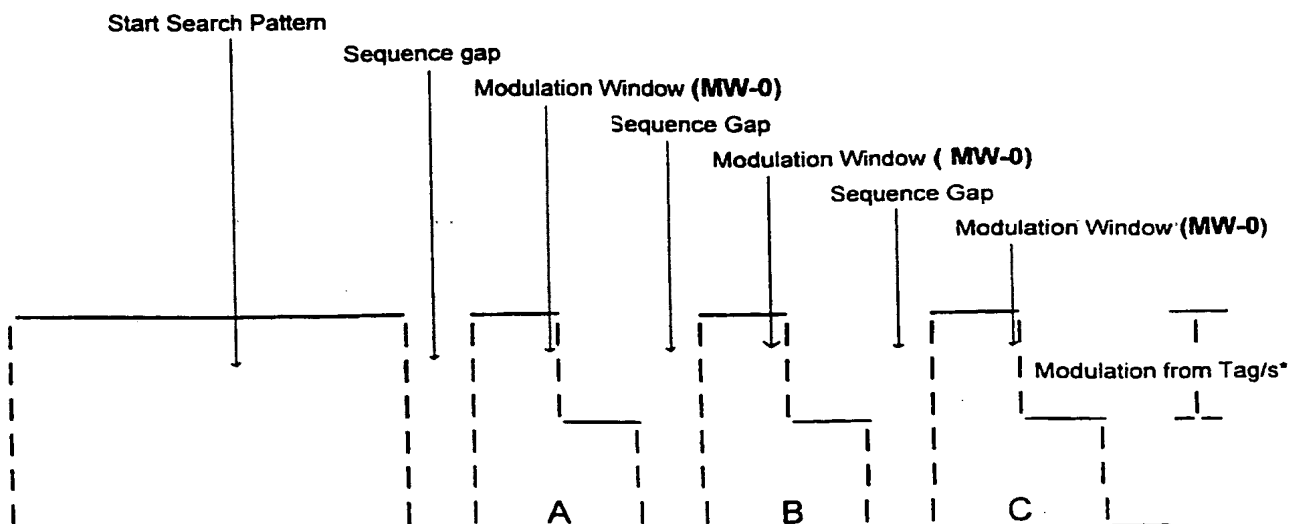 Start Search Pattern
Sequence gap
Modulation Window (MW-0)
Sequence Gap
Modulation Window ( MW-0)
Sequence Gap
Modulation Window (MW-0)
Modulation from Tag/s*
A
B
C